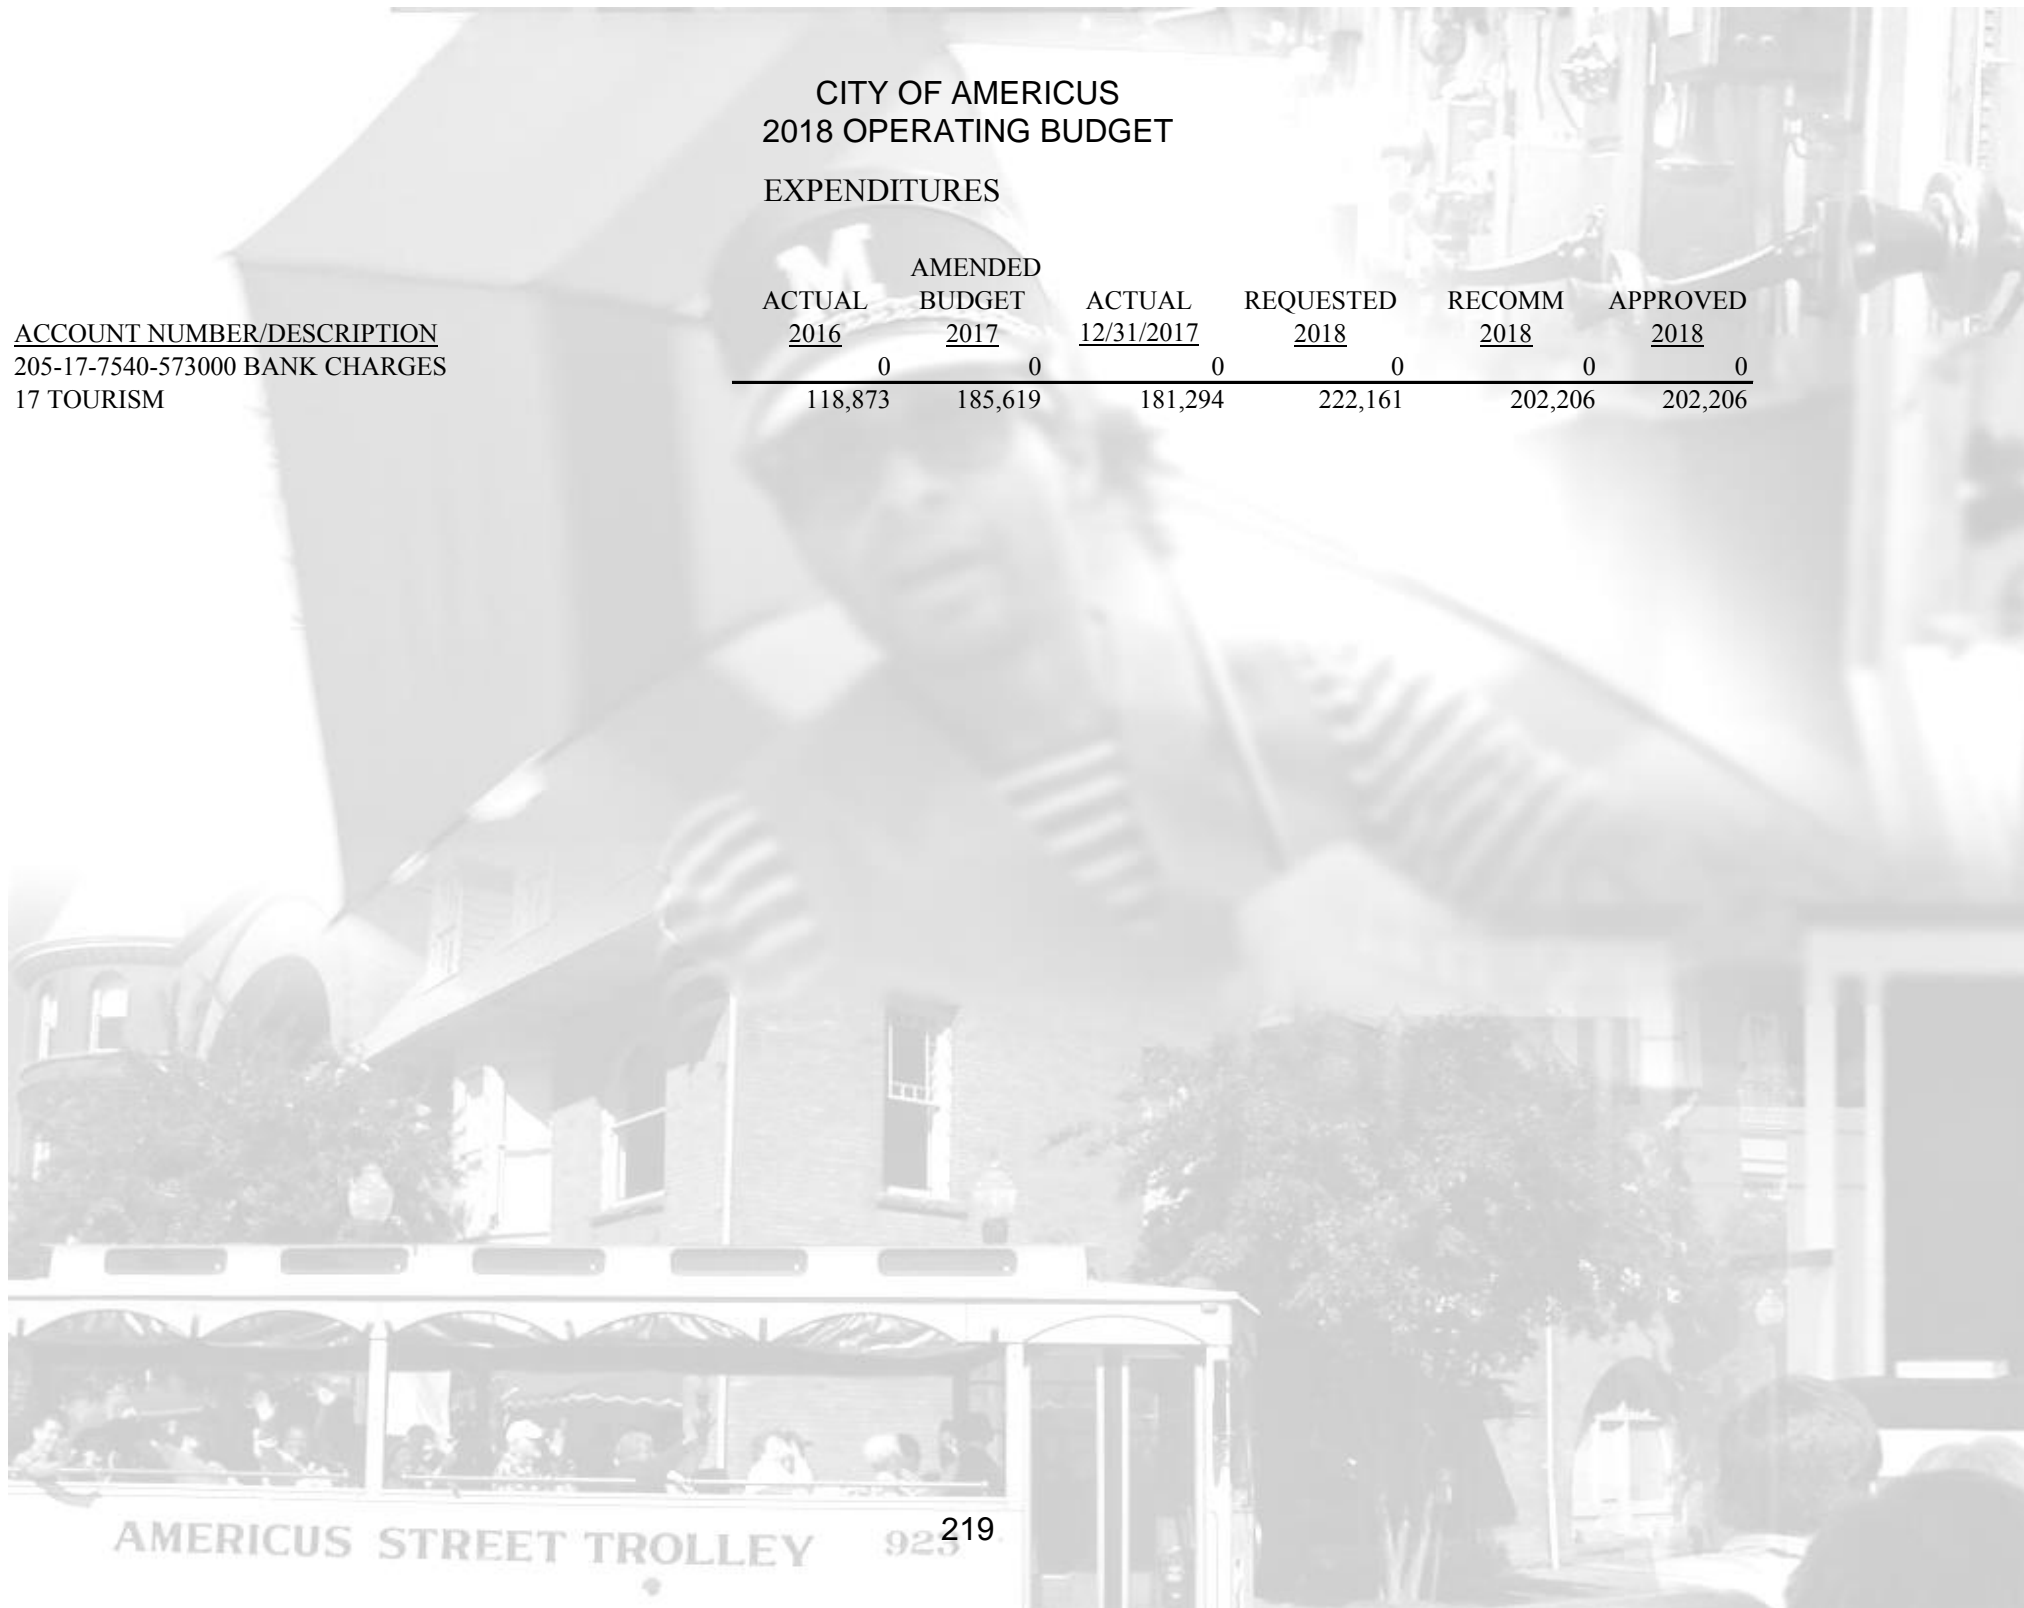 CITY OF AMERICUS
2018 OPERATING BUDGET
EXPENDITURES
AMENDED
ACTUAL BUDGET ACTUAL REQUESTED RECOMM APPROVED
ACCOUNT NUMBER/DESCRIPTION 2016 2017 12/31/2017 2018 2018 2018
205-17-7540-573000 BANK CHARGES 0 0 0 0 0 0
17 TOURISM 118,873 185,619 181,294 222,161 202,206 202,206
M
AMERICUS STREET TROLLEY 925
219